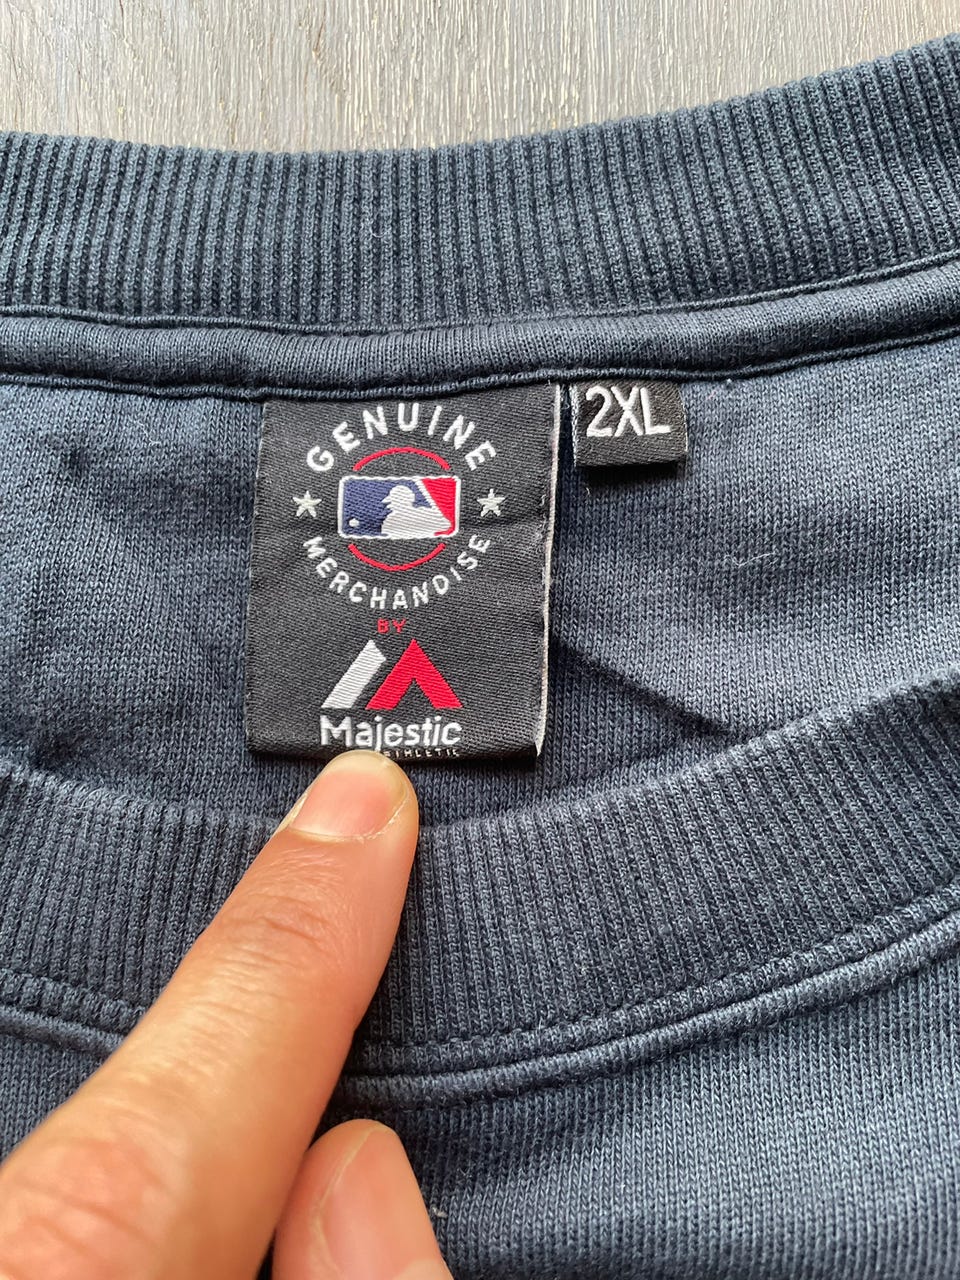 GENUINE
MERCHANDISE
BY
Majestic
2XL